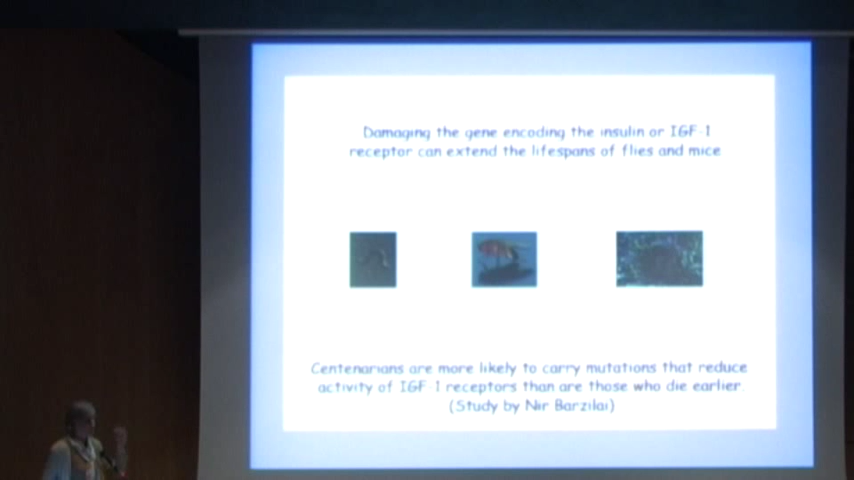 Damaging the gene encoding the insulin or IGF-1
receptor can extend the lifespans of flies and mice
Centenarians are more likely to carry mutations that reduce
activity of IGF-1 receptors than are those who die earlier.
(Study by Nir Barzilai)